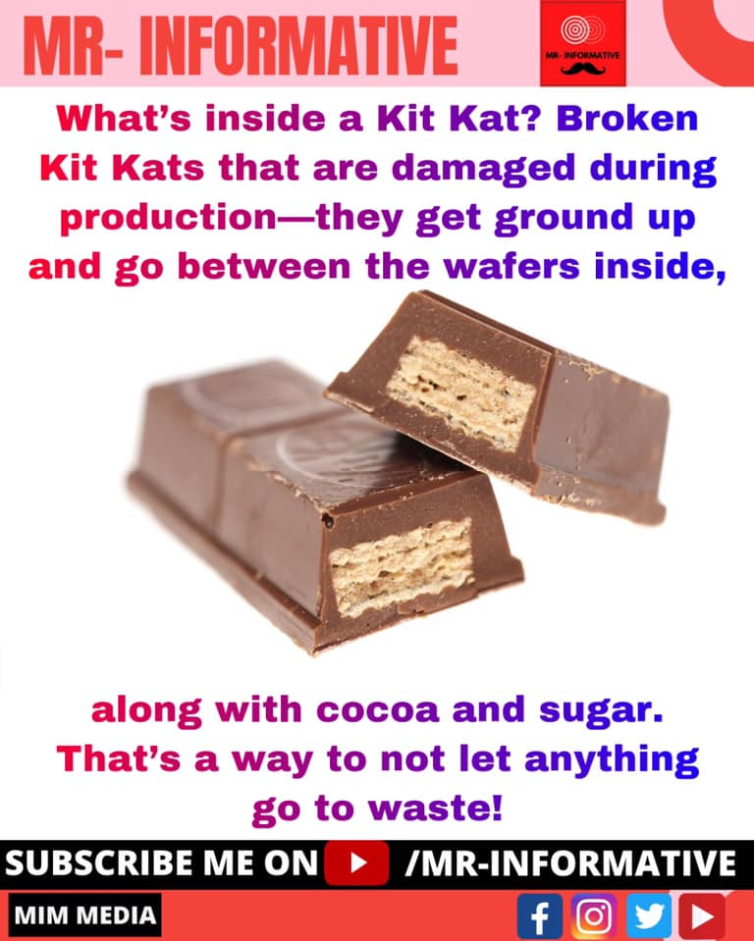 MR- INFORMATIVE
MR- INFORMATIVE
What’s inside a Kit Kat? Broken
Kit Kats that are damaged during
production—they get ground up
and go between the wafers inside,
along with cocoa and sugar.
That’s a way to not let anything
go to waste!
SUBSCRIBE ME ON /MR-INFORMATIVE
MIM MEDIA